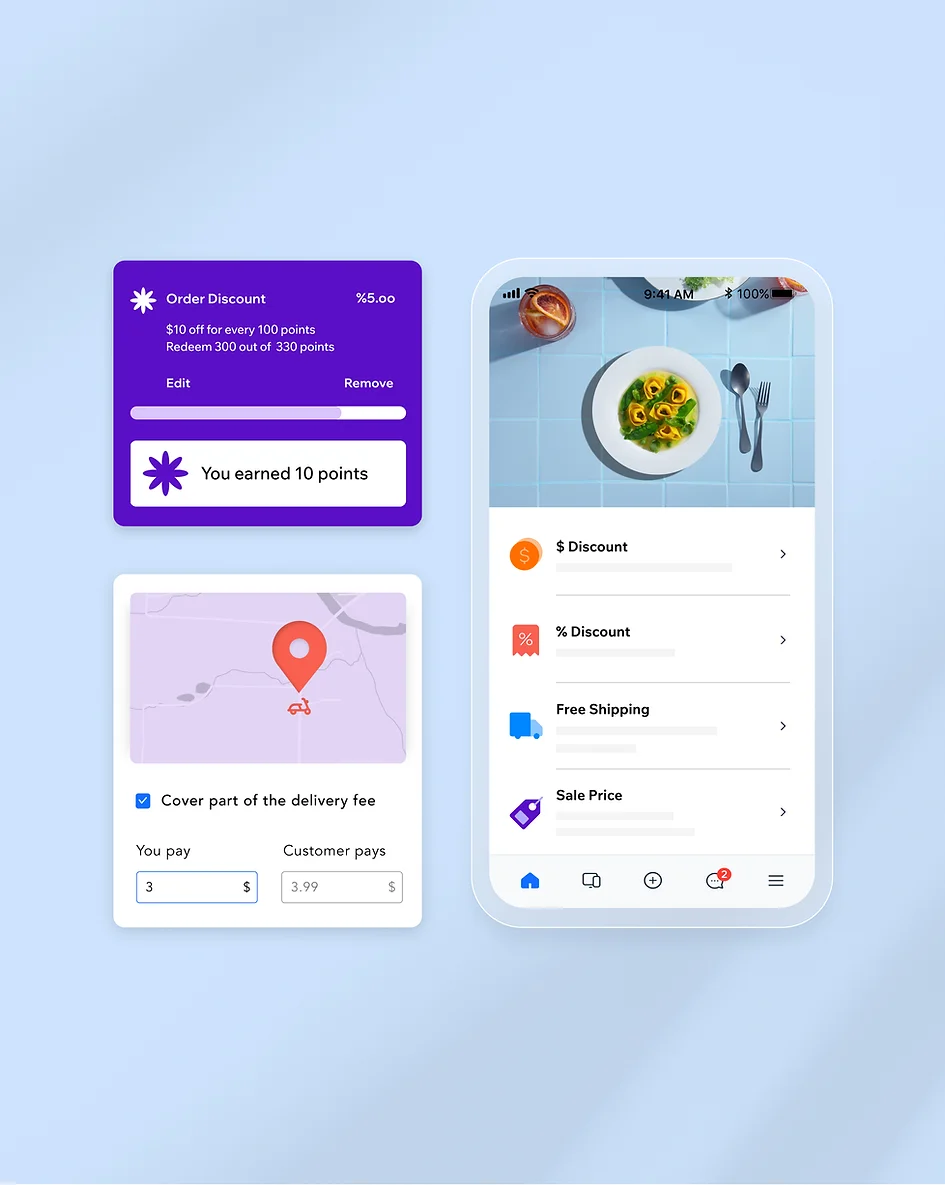 Order Discount %5.oo
$10 off for every 100 points
Redeem 300 out of 330 points
Edit Remove
You earned 10 points
Cover part of the delivery fee
You pay Customer pays
3 $ 3.99 $
9:41 AM 100%
$
$ Discount
%
% Discount
Free Shipping
Sale Price
2